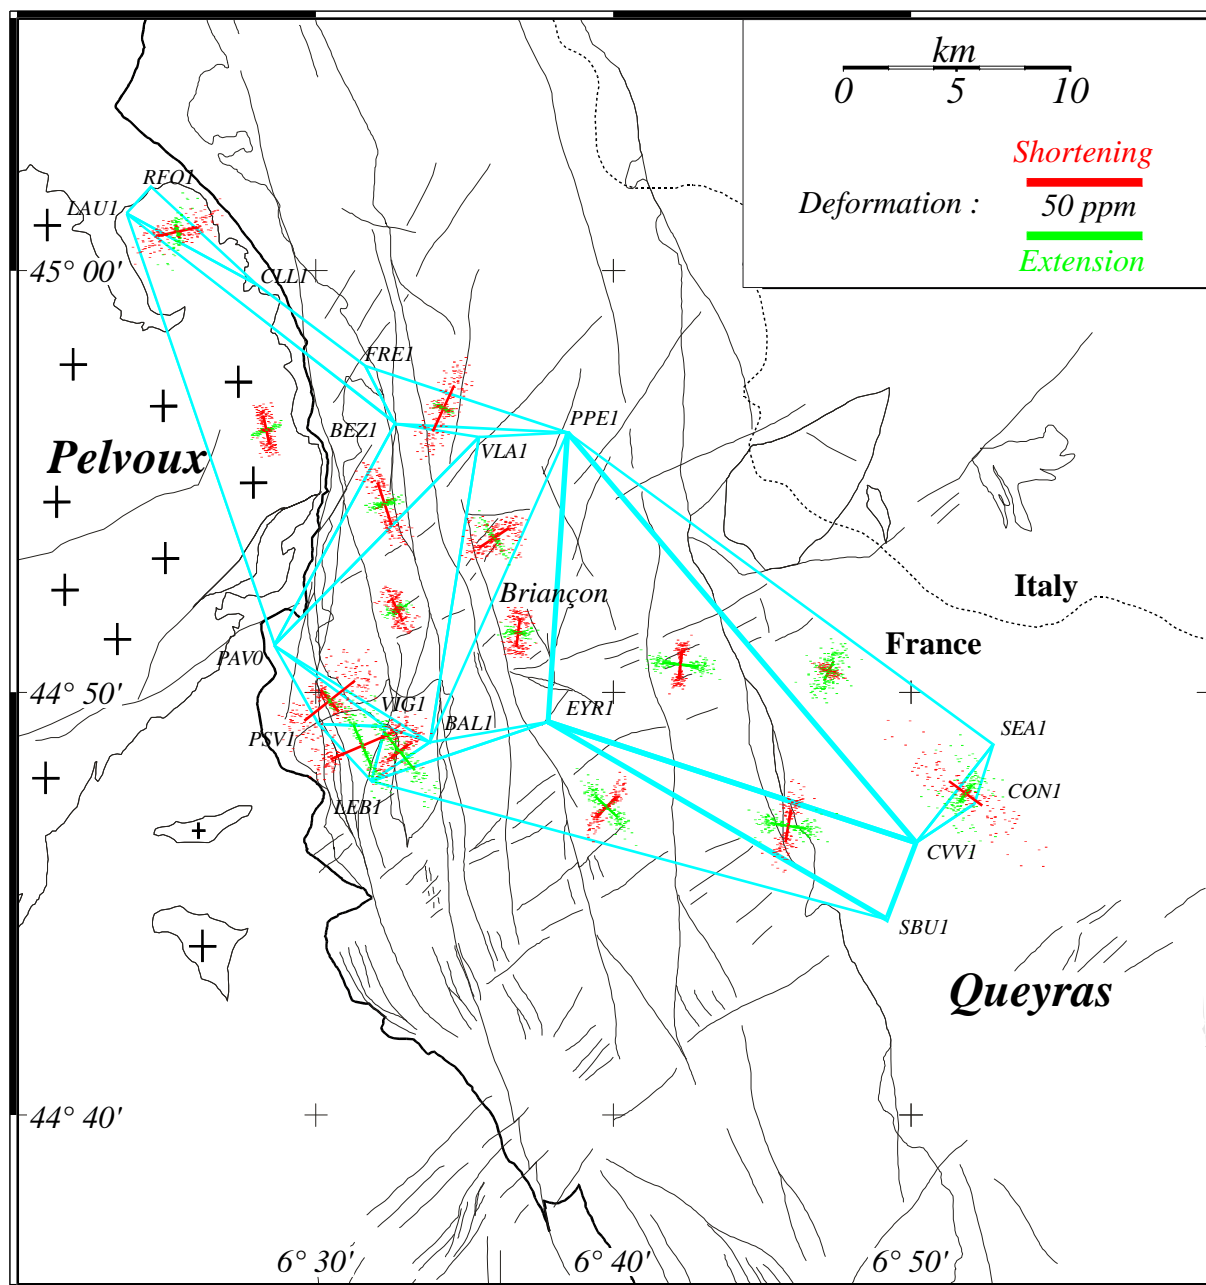 km
0 5 10
Shortening
Deformation : 50 ppm
Extension
RFO1
LAU1
45° 00'
CLL1
FRE1
BEZ1
PPE1
VLA1
Pelvoux
Briançon
Italy
France
PAV0
44° 50'
VIG1
PSV1
BAL1
EYR1
SEA1
LEB1
CON1
CVV1
SBU1
Queyras
44° 40'
6° 30' 6° 40' 6° 50'